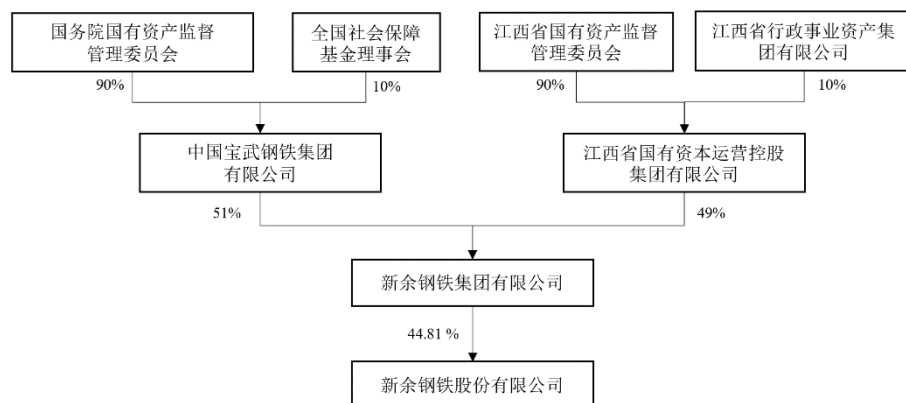 国务院国有资产监督
管理委员会
全国社会保障
基金理事会
江西省国有资产监督
管理委员会
江西省行政事业资产集
团有限公司
90%
10%
90%
10%
中国宝武钢铁集团
有限公司
江西省国有资本运营控股
集团有限公司
51%
49%
新余钢铁集团有限公司
44.81 %
新余钢铁股份有限公司